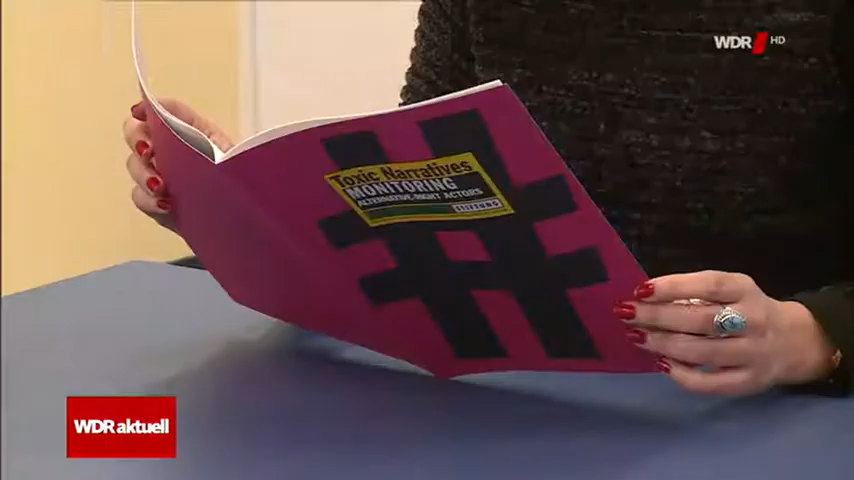 WDR HD
Toxic Narratives
MONITORING
ALTERNATIVE-RIGHT ACTORS
STIFTUNG
#
WDR aktuell